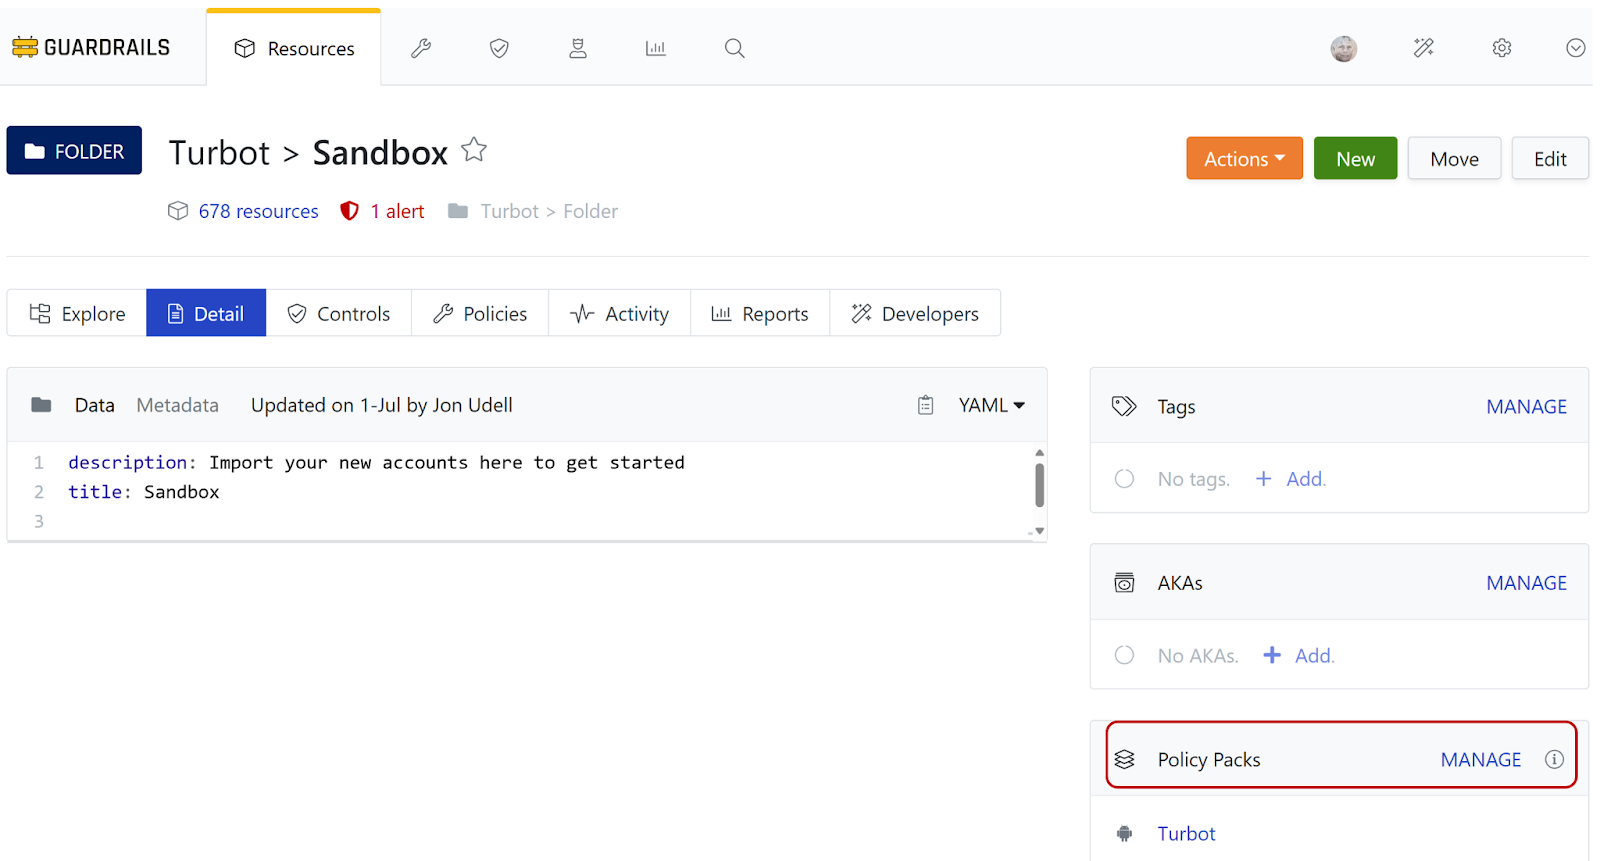 GUARDRAILS
Resources
FOLDER
Turbot > Sandbox
Actions
New
Move
Edit
678 resources
1 alert
Turbot > Folder
Explore
Detail
Controls
Policies
Activity
Reports
Developers
Data
Metadata
Updated on 1-Jul by Jon Udell
YAML
1 description: Import your new accounts here to get started
2 title: Sandbox
3
Tags
MANAGE
No tags.
+ Add.
AKAs
MANAGE
No AKAs.
+ Add.
Policy Packs
MANAGE
Turbot